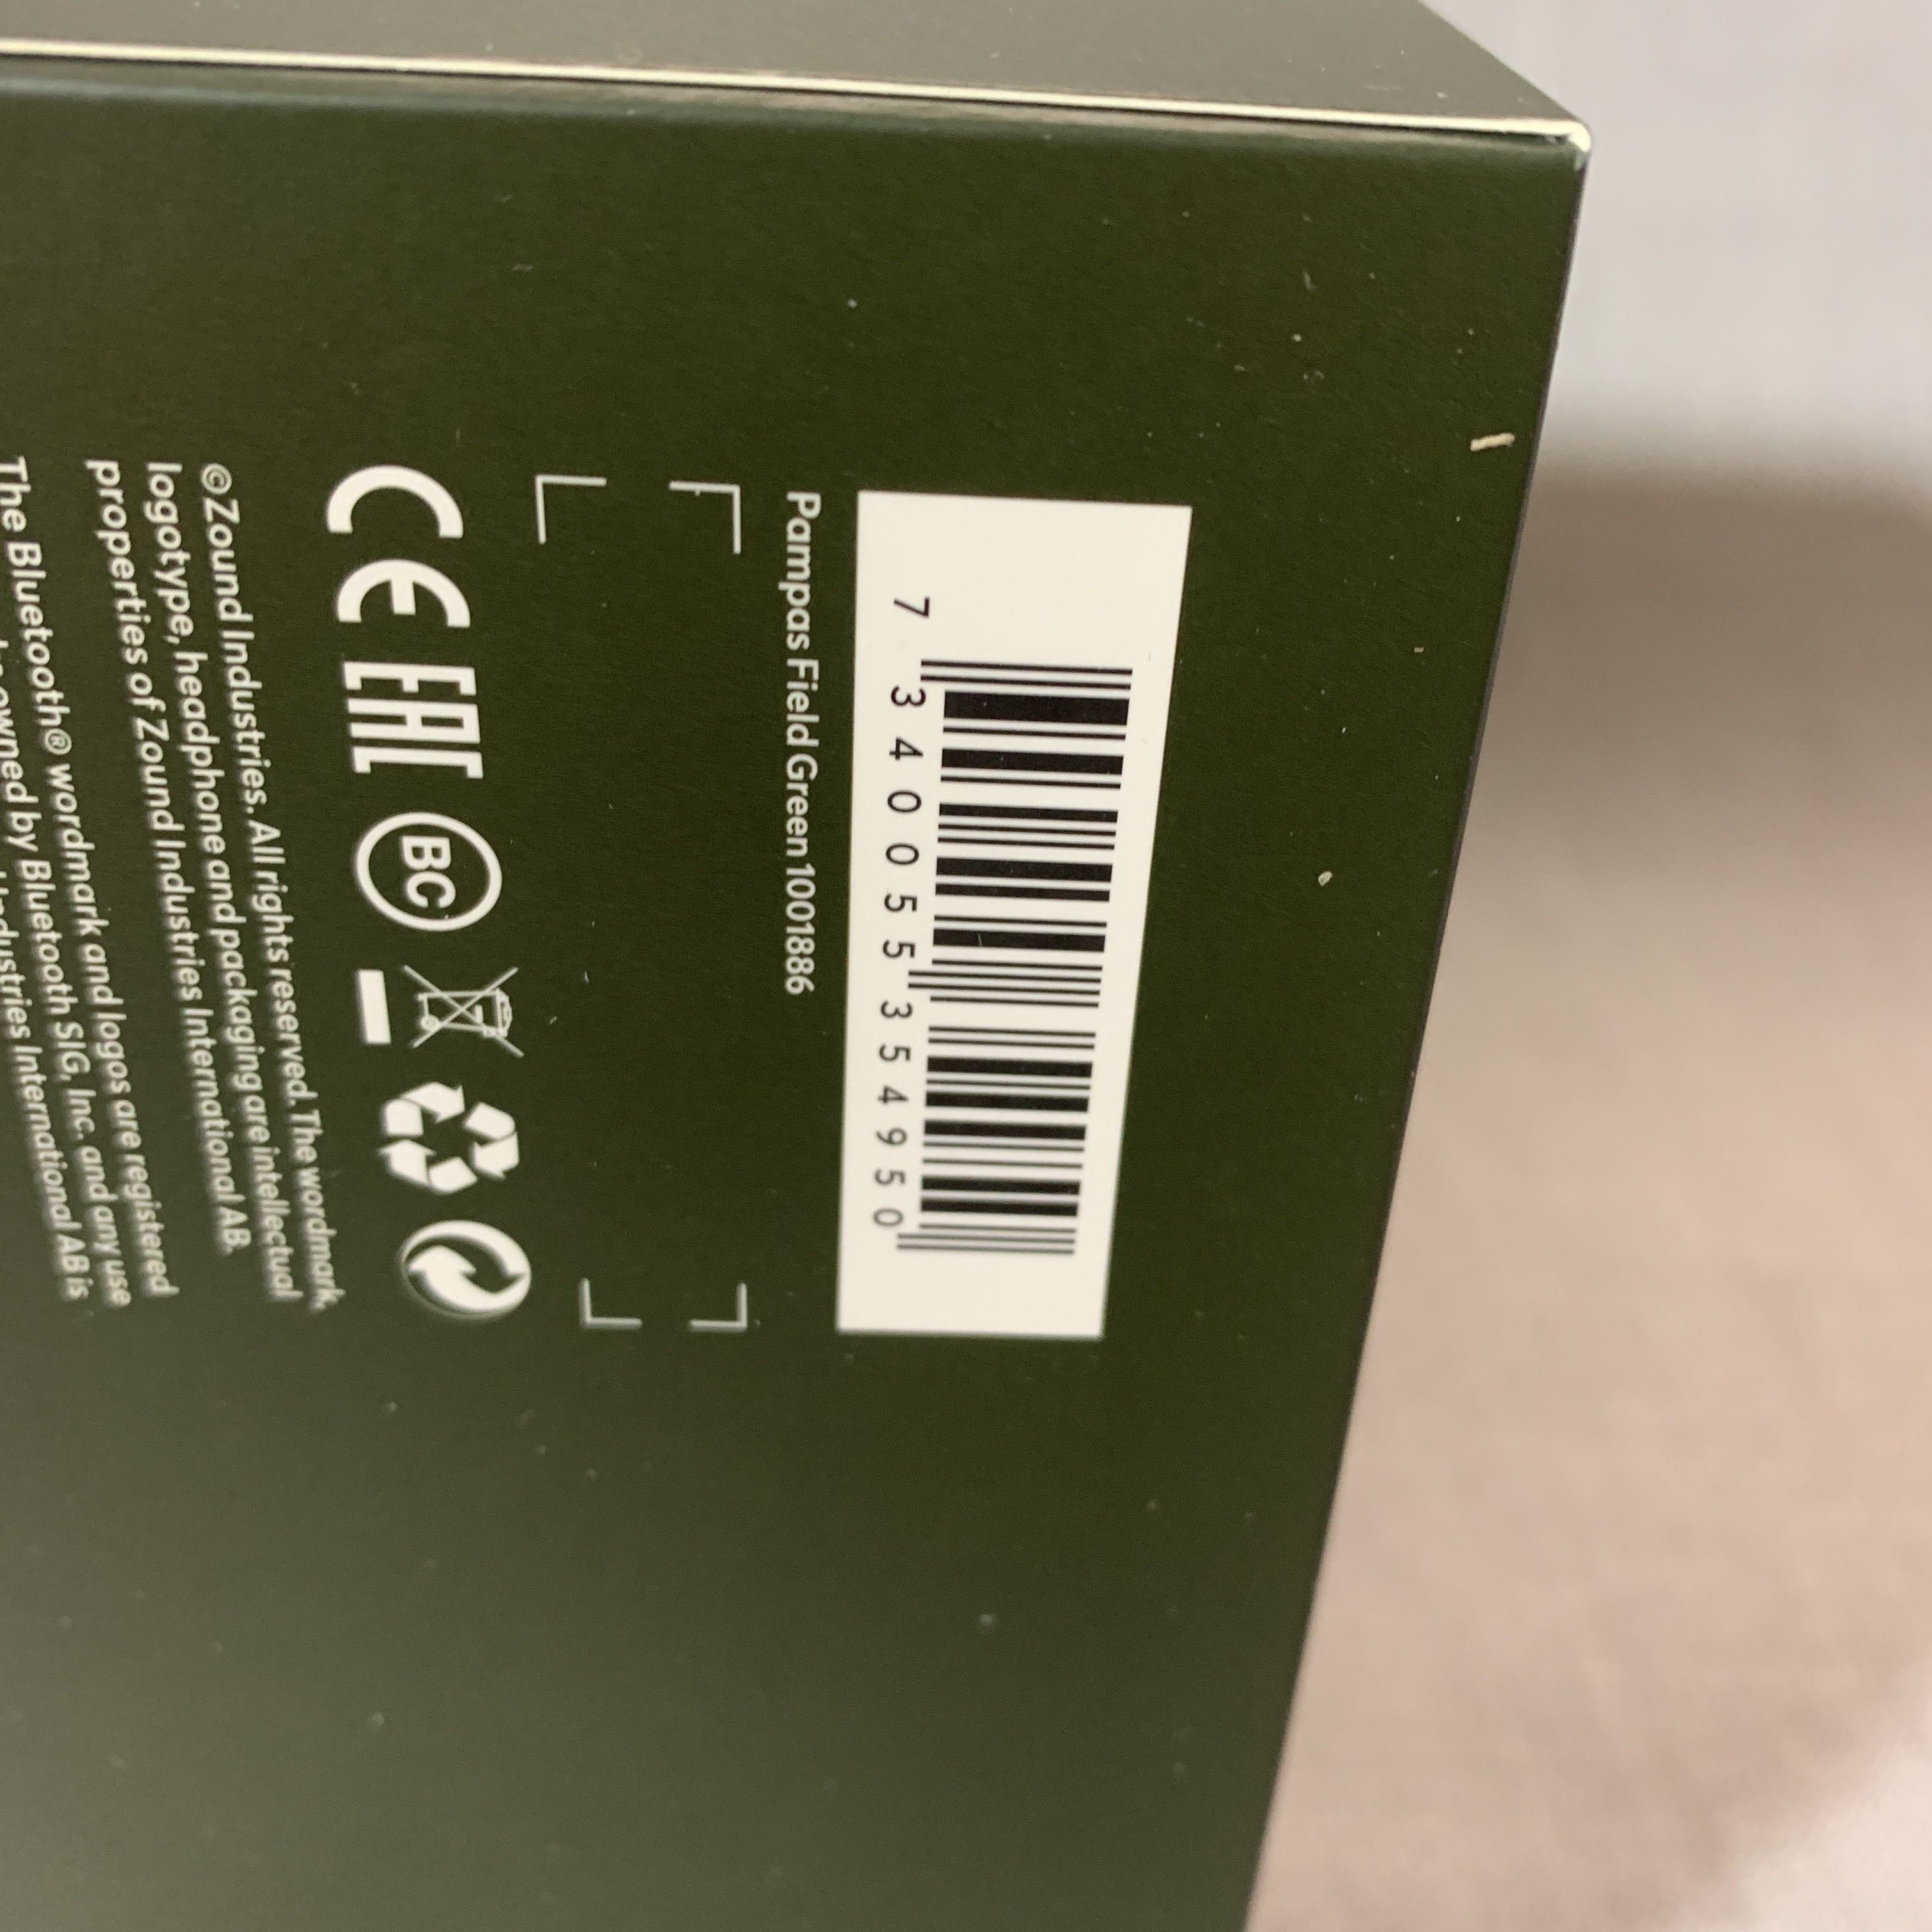 7 340055 354950
Pampas Field Green 1001886
CE EAC BC
©Zound Industries. All rights reserved. The wordmark,
logotype, headphone and packaging are intellectual
properties of Zound Industries International AB.
The Bluetooth® wordmark and logos are registered
owned by Bluetooth SIG, Inc. and any use
Industries International AB is